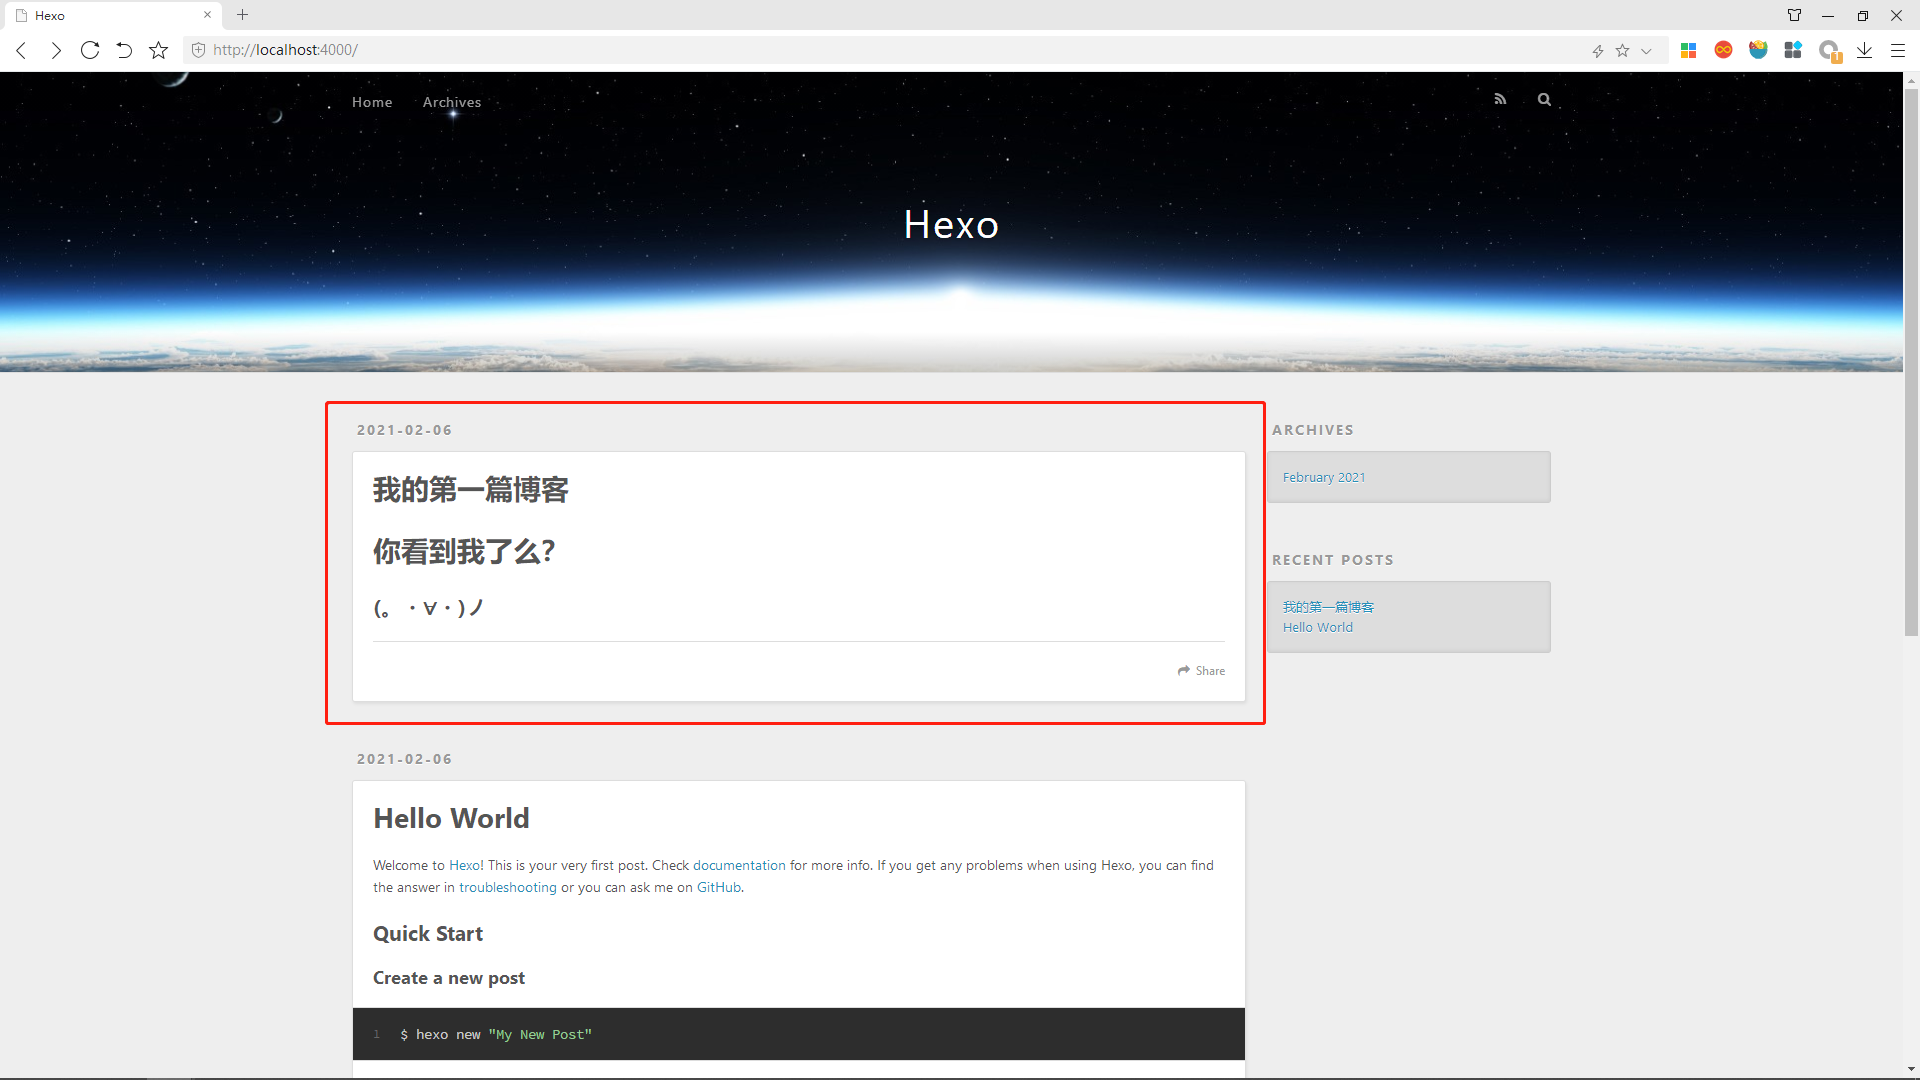 Hexo
http://localhost:4000/
1
Home Archives
Hexo
2021-02-06
我的第一篇博客
你看到我了么?
(。・∀・)ノ
Share
ARCHIVES
February 2021
RECENT POSTS
我的第一篇博客
Hello World
2021-02-06
Hello World
Welcome to Hexo! This is your very first post. Check documentation for more info. If you get any problems when using Hexo, you can find
the answer in troubleshooting or you can ask me on GitHub.
Quick Start
Create a new post
1 $ hexo new "My New Post"